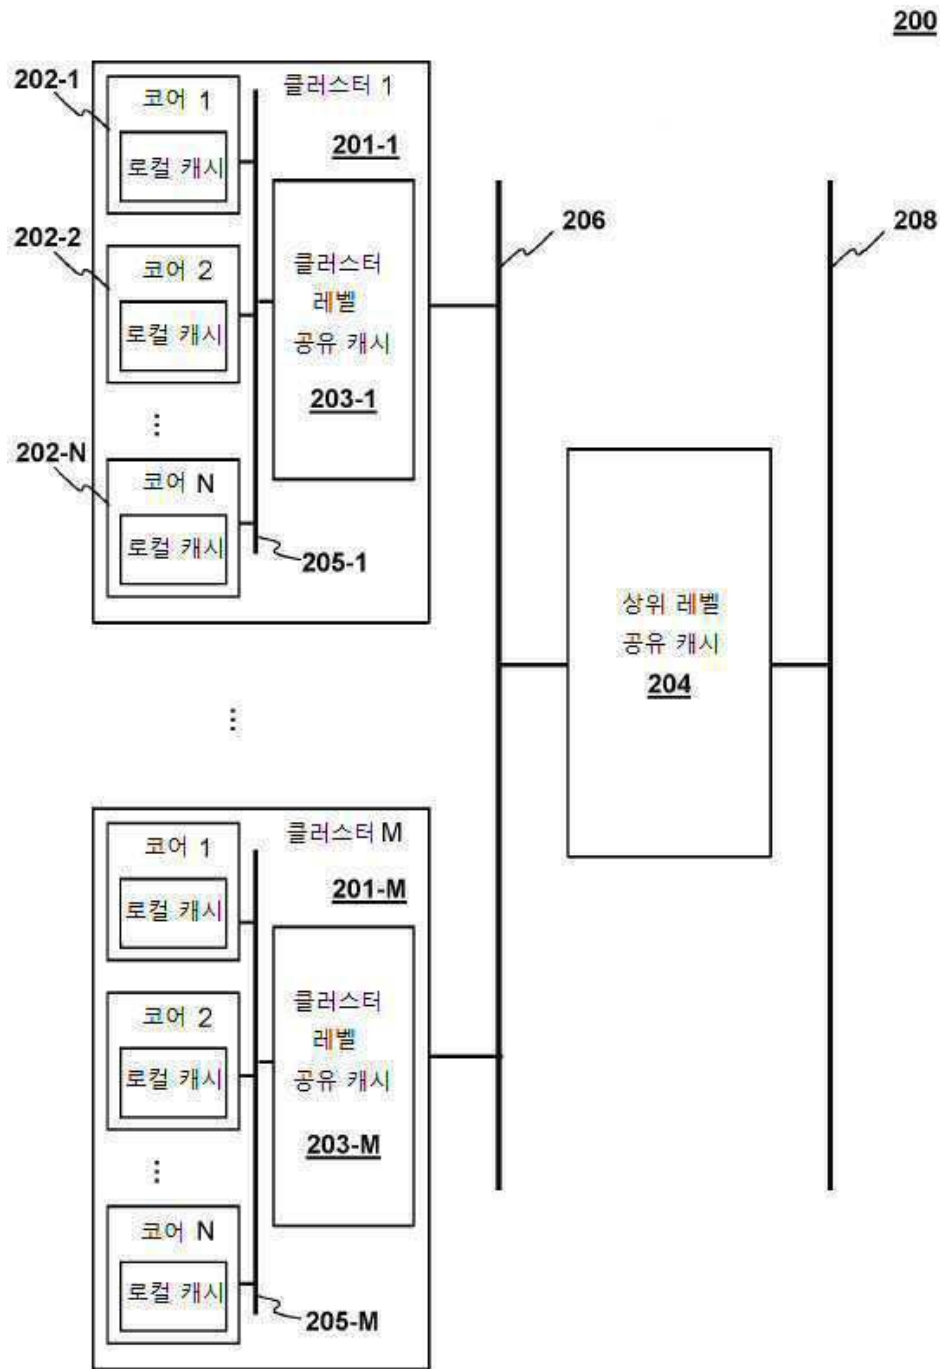 200
202-1
코어 1
로컬 캐시
클러스터 1
201-1
202-2
코어 2
로컬 캐시
클러스터
레벨
공유 캐시
203-1
206
208
...
202-N
코어 N
로컬 캐시
205-1
상위 레벨
공유 캐시
204
...
코어 1
로컬 캐시
클러스터 M
201-M
코어 2
로컬 캐시
클러스터
레벨
공유 캐시
203-M
...
코어 N
로컬 캐시
205-M